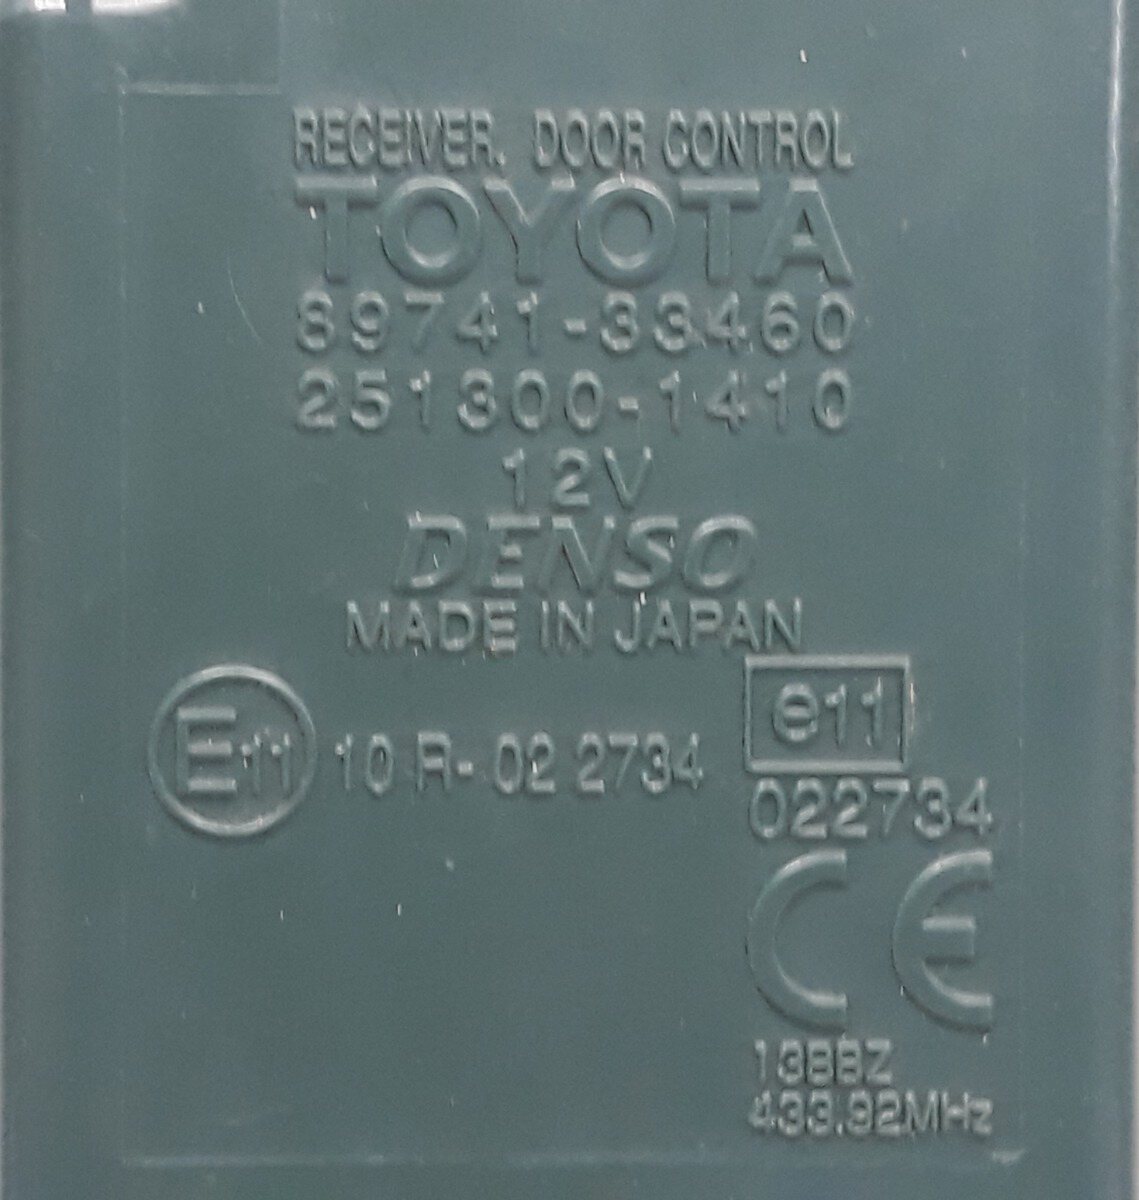 RECEIVER. DOOR CONTROL
TOYOTA
89741-33460
251300-1410
12V
DENSO
MADE IN JAPAN
E11 10 R- 02 2734
e11
022734
CE
138BZ
433.92MHz